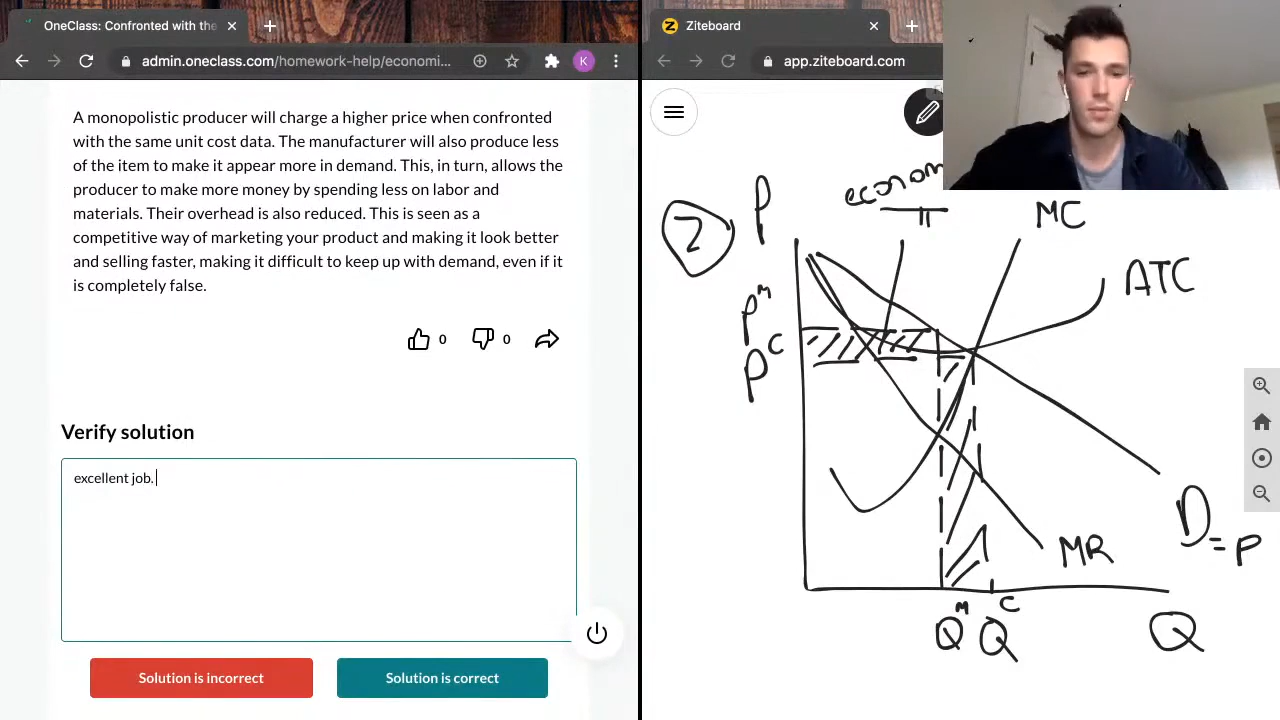 OneClass: Confronted with the
Ziteboard
admin.oneclass.com/homework-help/economi...
K
app.ziteboard.com
A monopolistic producer will charge a higher price when confronted
with the same unit cost data. The manufacturer will also produce less
of the item to make it appear more in demand. This, in turn, allows the
producer to make more money by spending less on labor and
materials. Their overhead is also reduced. This is seen as a
competitive way of marketing your product and making it look better
and selling faster, making it difficult to keep up with demand, even if it
is completely false.
0
0
Verify solution
excellent job.
Solution is incorrect
Solution is correct
2
P
econom
π
MC
ATC
P^M
P^C
MR
D=P
Q^M
Q^C
Q